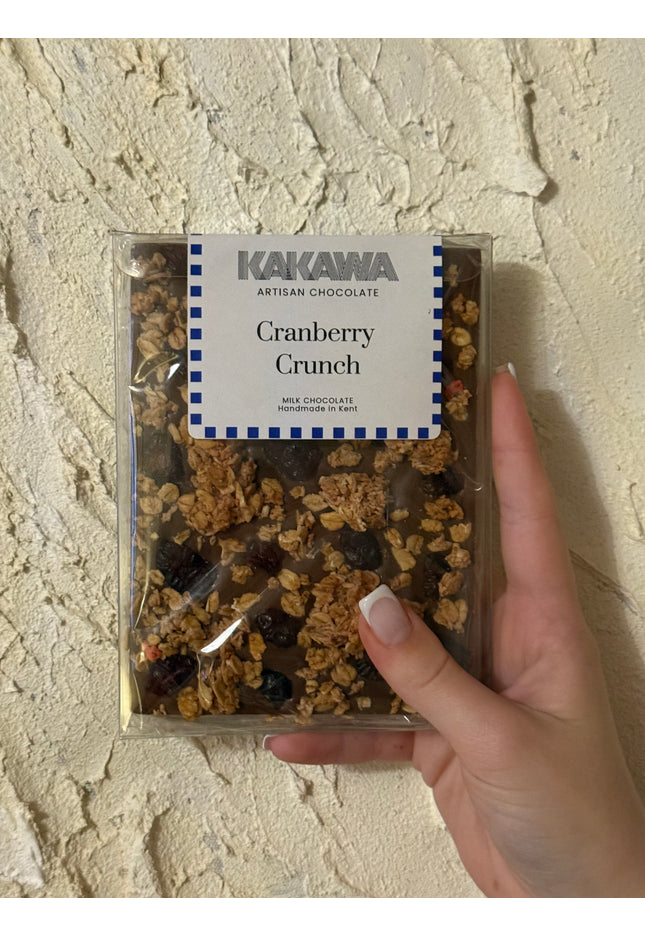 KAKAWA
ARTISAN CHOCOLATE
Cranberry
Crunch
MILK CHOCOLATE
Handmade in Kent